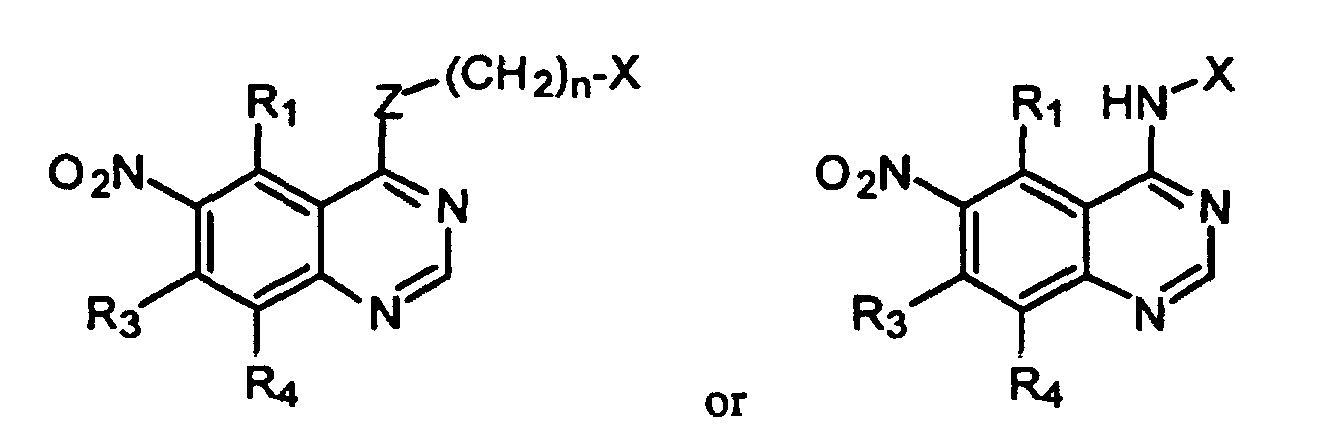 Z-(CH2)n-X
R1
O2N
N
R3
N
R4
or
HN-X
R1
O2N
N
R3
N
R4